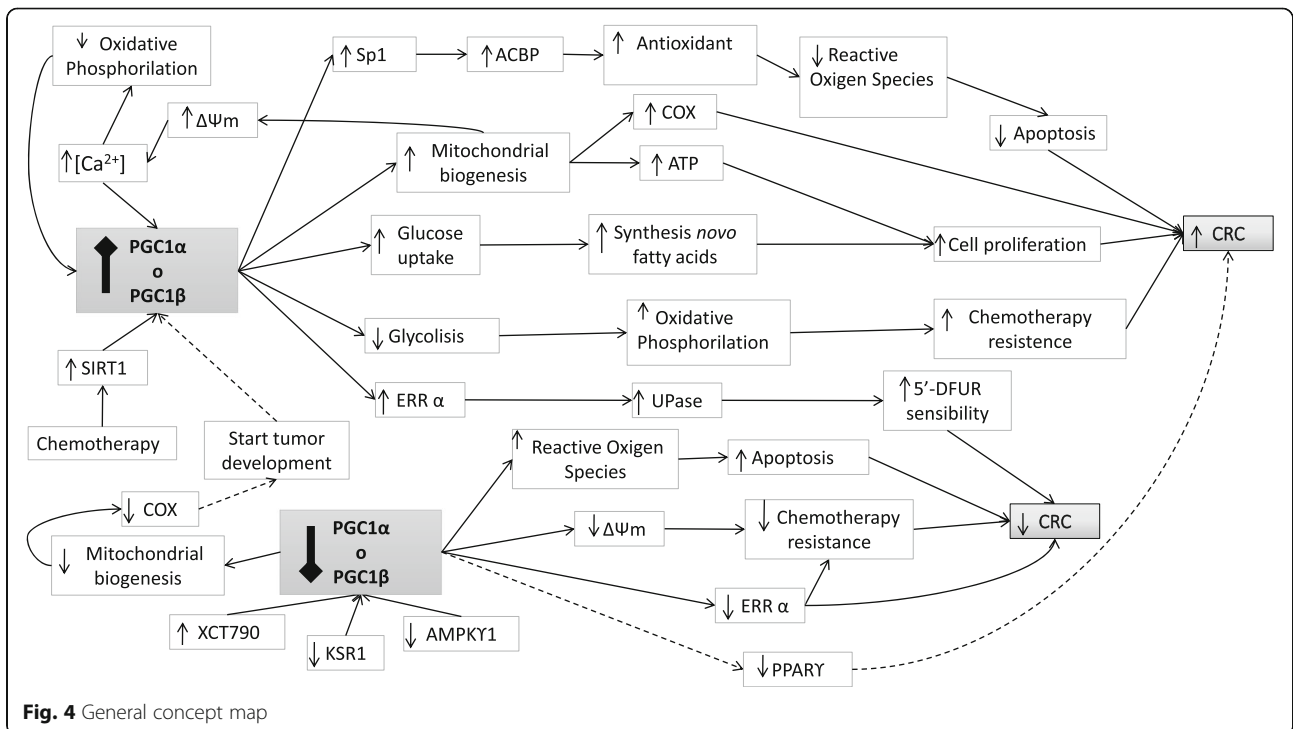 ↓ Oxidative
Phosphorilation
↑ Sp1
↑ ACBP
↑ Antioxidant
↓ Reactive
Oxigen Species
↑ ΔΨm
↑ COX
↓ Apoptosis
↑ [Ca²⁺]
↑ Mitochondrial
biogenesis
↑ ATP
PGC1α
o
PGC1β
↑ Glucose
uptake
↑ Synthesis novo
fatty acids
↑ Cell proliferation
↑ CRC
↓ Glycolisis
↑ Oxidative
Phosphorilation
↑ Chemotherapy
resistence
↑ SIRT1
↑ ERR α
↑ UPase
↑ 5’-DFUR
sensibility
Chemotherapy
Start tumor
development
↑ Reactive Oxigen
Species
↑ Apoptosis
↓ COX
PGC1α
o
PGC1β
↓ ΔΨm
↓ Chemotherapy
resistance
↓ CRC
↓ Mitochondrial
biogenesis
↓ ERR α
↑ XCT790
↓ KSR1
↓ AMPKϒ1
↓ PPARϒ
Fig. 4 General concept map